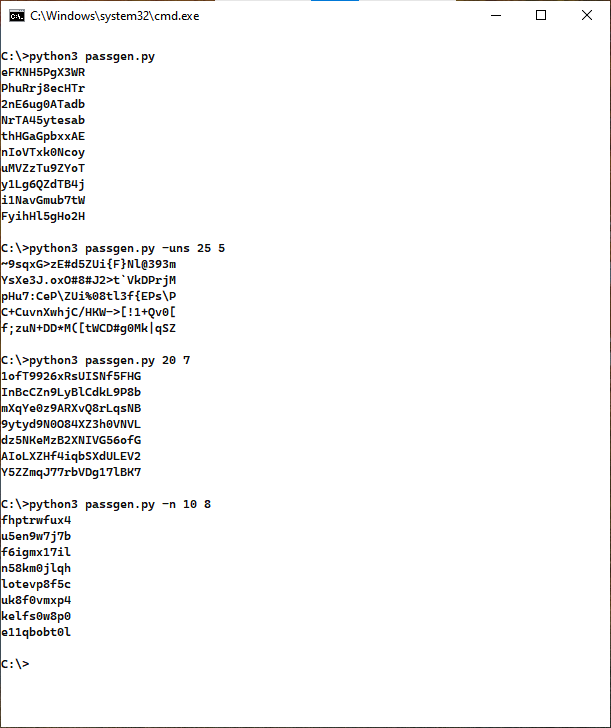 C:\Windows\system32\cmd.exe
C:\>python3 passgen.py
eFKNH5PgX3WR
PhuRrj8ecHTr
2nE6ug0ATadb
NrTA45ytesab
thHGaGpbxxAE
nIoVTxk0Ncoy
uMVZzTu9ZYoT
y1Lg6QZdTB4j
i1NavGmub7tW
FyihHl5gHo2H
C:\>python3 passgen.py -uns 25 5
~9sqxG>zE#d5ZUi{F}Nl@393m
YsXe3J.oxO#8#J2>t`VkDPrjM
pHu7:CeP\ZUi%08tl3f{EPs\P
C+CuvnXwhjC/HKW->[!1+Qv0[
f;zuN+DD*M([tWCD#g0Mk|qSZ
C:\>python3 passgen.py 20 7
1ofT9926xRsUISNf5FHG
InBcCZn9LyBlCdkL9P8b
mXqYe0z9ARXvQ8rLqsNB
9ytyd9N0O84XZ3h0VNVL
dz5NKeMzB2XNIVG56ofG
AIoLXZHf4iqbSXdULEV2
Y5ZZmqJ77rbVDg17lBK7
C:\>python3 passgen.py -n 10 8
fhptrwfux4
u5en9w7j7b
f6igmx17il
n58km0jlqh
lotevp8f5c
uk8f0vmxp4
kelfs0w8p0
e11qbobt0l
C:\>